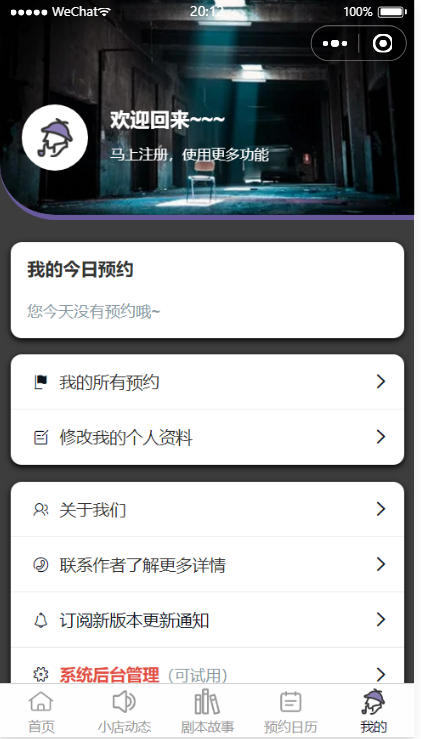 WeChat 20:12 100%
欢迎回来~~~
马上注册，使用更多功能
我的今日预约
您今天没有预约哦~
我的所有预约
修改我的个人资料
关于我们
联系作者了解更多详情
订阅新版本更新通知
系统后台管理（可试用）
首页 小店动态 剧本故事 预约日历 我的